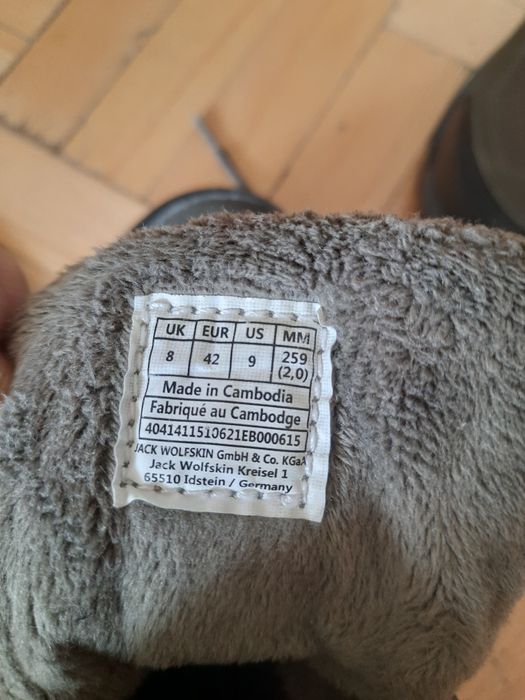 UK EUR US MM
8 42 9 259 (2,0)
Made in Cambodia
Fabriqué au Cambodge
4041411510621EB000615
JACK WOLFSKIN GmbH & Co. KGaA
Jack Wolfskin Kreisel 1
65510 Idstein / Germany